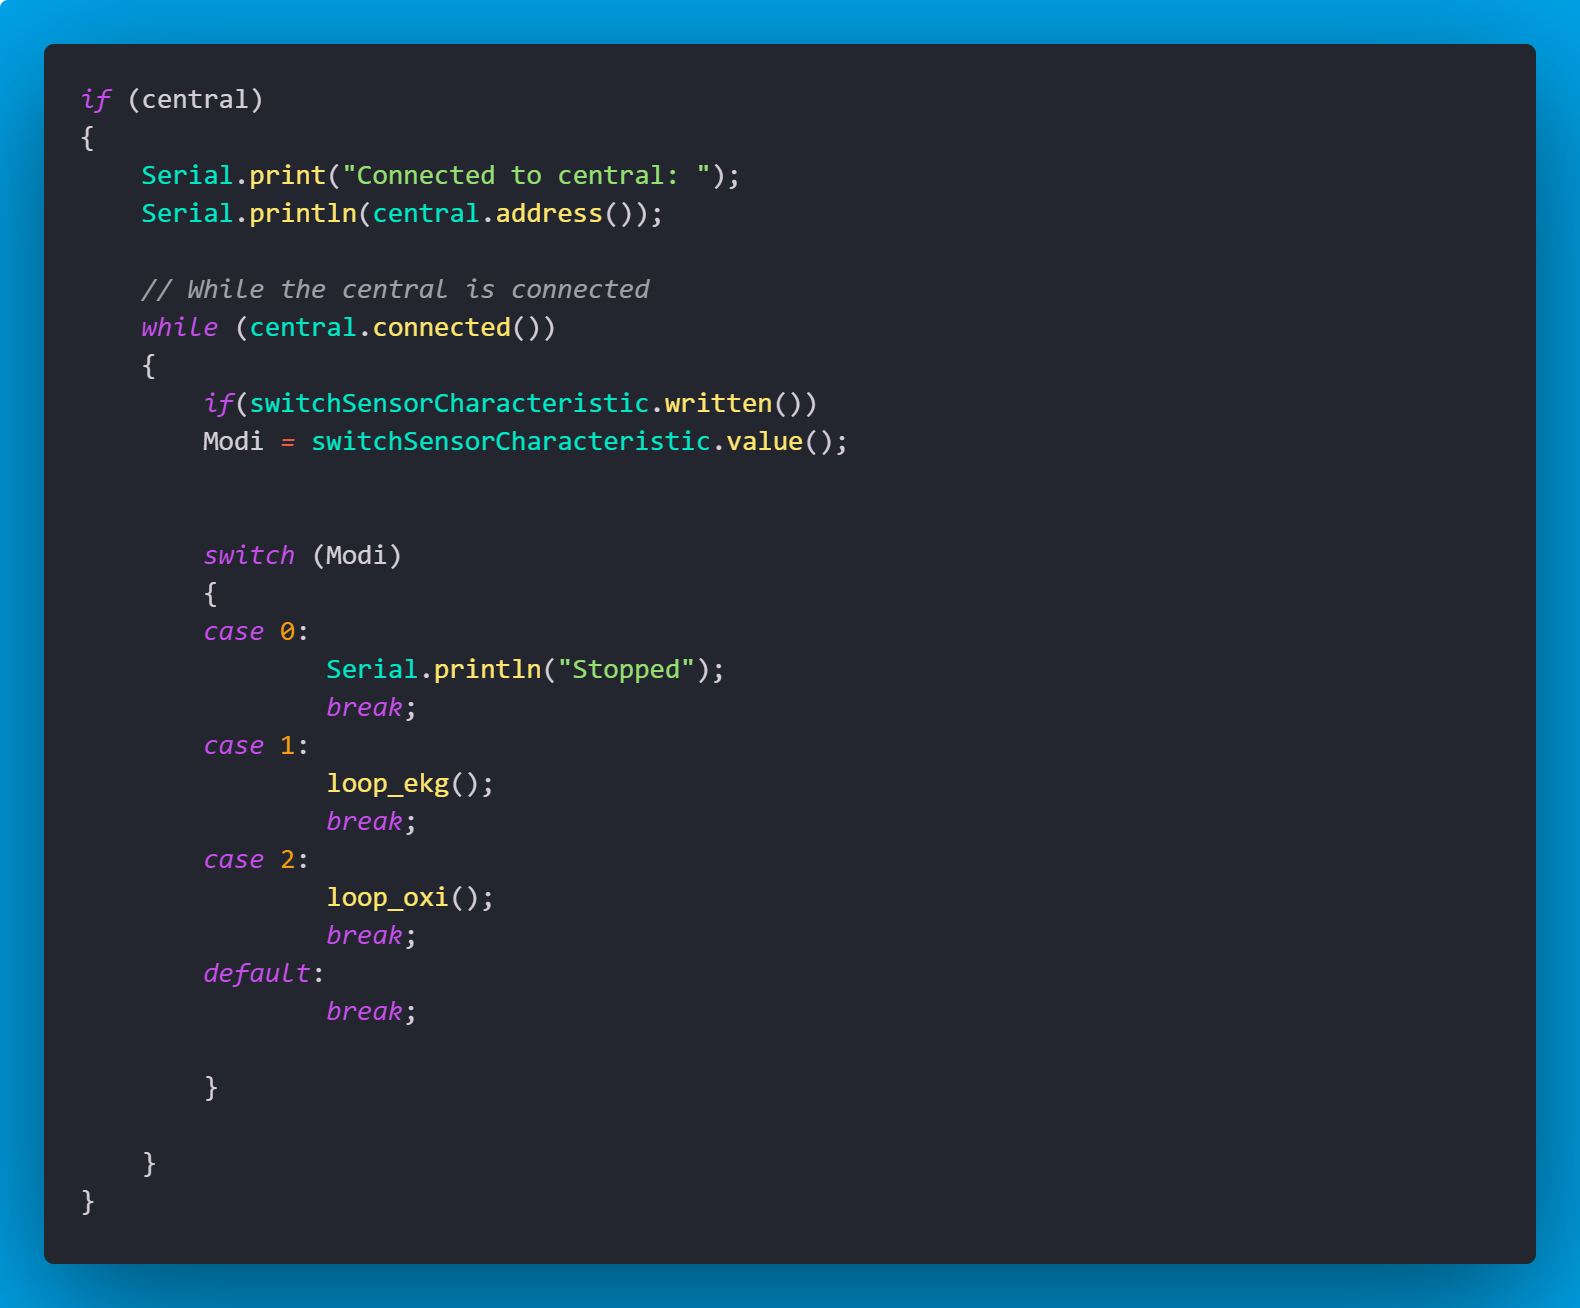 if (central)
{
    Serial.print("Connected to central: ");
    Serial.println(central.address());

    // While the central is connected
    while (central.connected())
    {
        if(switchSensorCharacteristic.written())
        Modi = switchSensorCharacteristic.value();


        switch (Modi)
        {
        case 0:
                Serial.println("Stopped");
                break;
        case 1:
                loop_ekg();
                break;
        case 2:
                loop_oxi();
                break;
        default:
                break;

        }

    }
}